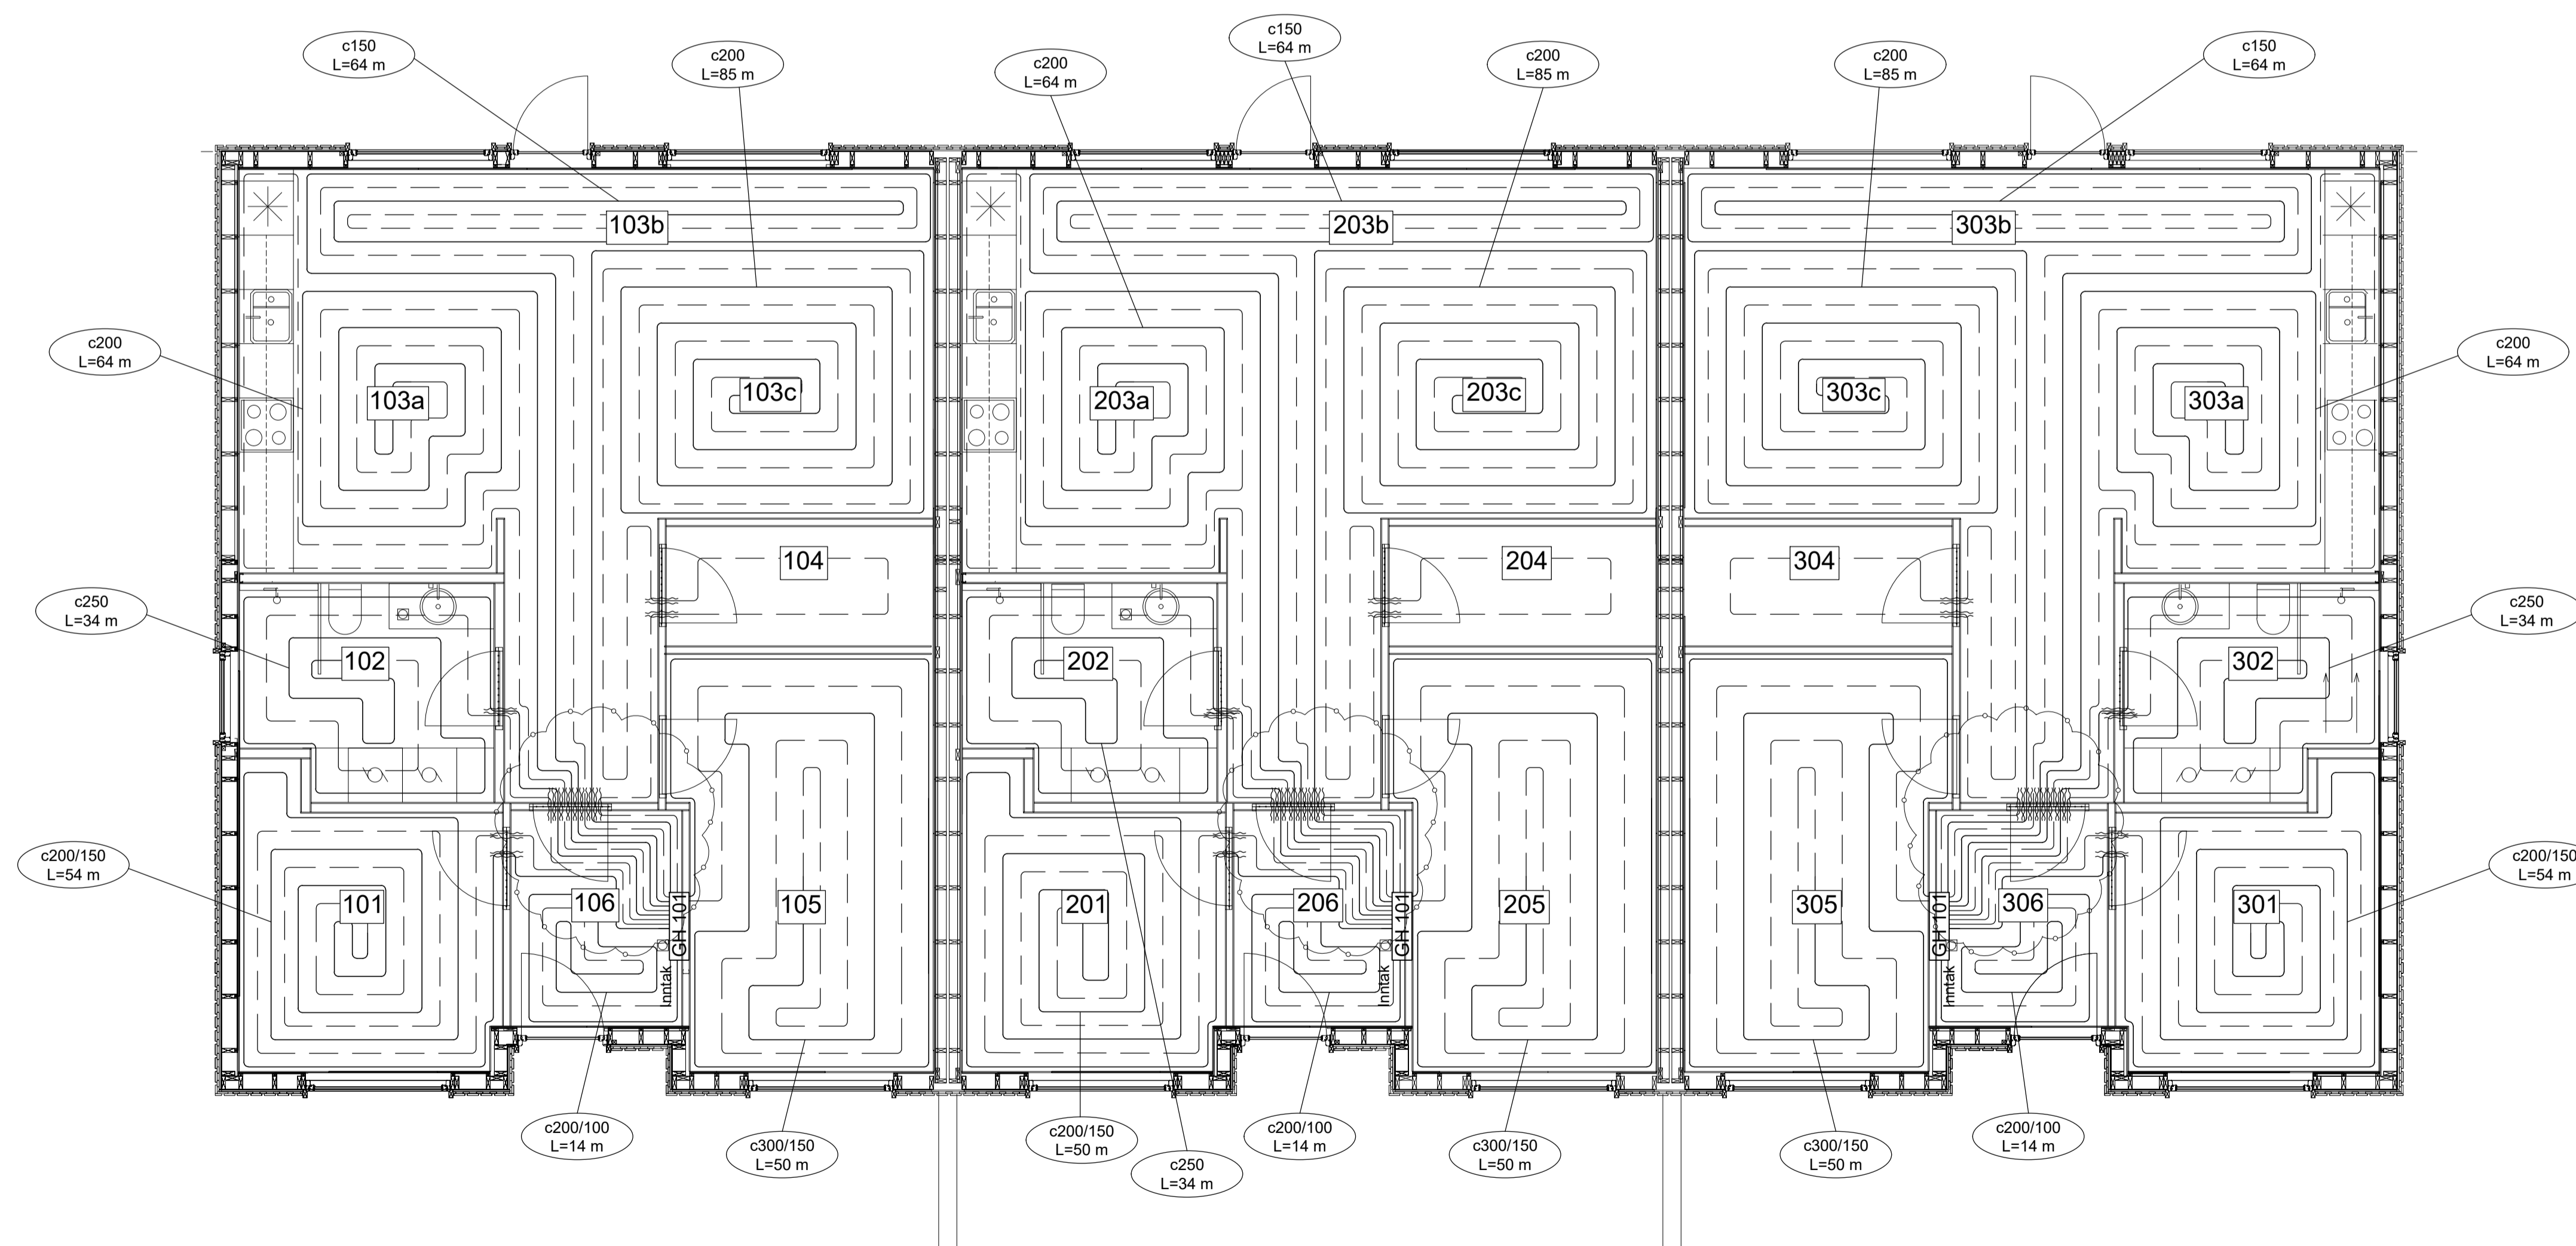 c150
L=64 m
c200
L=85 m
c200
L=64 m
c150
L=64 m
c200
L=85 m
c200
L=85 m
c150
L=64 m
103b
203b
303b
c200
L=64 m
c200
L=64 m
103a
103c
203a
203c
303c
303a
104
204
304
c250
L=34 m
c250
L=34 m
102
202
302
c200/150
L=54 m
c200/150
L=54 m
101
106
GH 101
Inntak
105
201
206
GH 101
Inntak
205
305
GH 101
Inntak
306
301
c200/100
L=14 m
c300/150
L=50 m
c200/150
L=50 m
c250
L=34 m
c200/100
L=14 m
c300/150
L=50 m
c300/150
L=50 m
c200/100
L=14 m